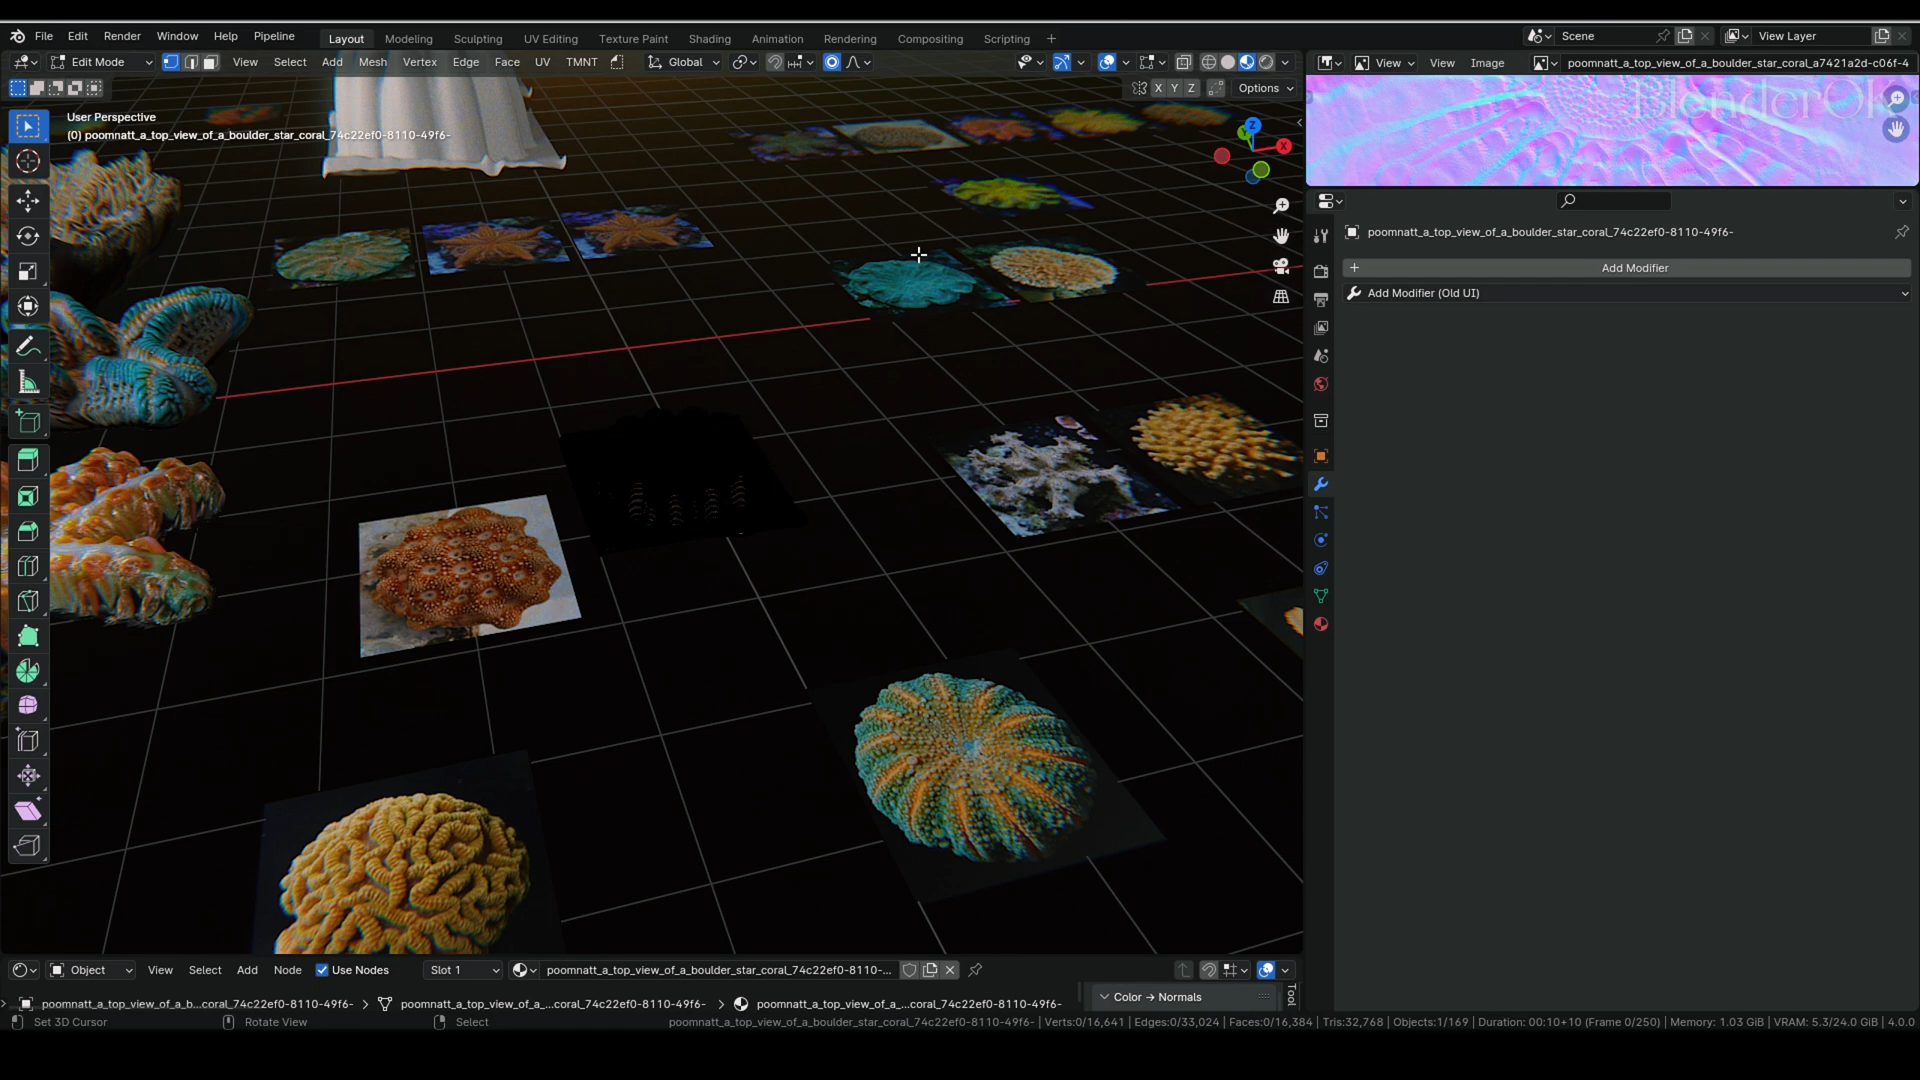 File Edit Render Window Help Pipeline Layout Modeling Sculpting UV Editing Texture Paint Shading Animation Rendering Compositing Scripting + Scene View Layer
Edit Mode View Select Add Mesh Vertex Edge Face UV TMNT Global View View Image poomnatt_a_top_view_of_a_boulder_star_coral_a7421a2d-c06f-4
X Y Z Options
BlenderOk
User Perspective
(0) poomnatt_a_top_view_of_a_boulder_star_coral_74c22ef0-8110-49f6-
Z
X
poomnatt_a_top_view_of_a_boulder_star_coral_74c22ef0-8110-49f6-
+ Add Modifier
Add Modifier (Old UI)
Object View Select Add Node Use Nodes Slot 1 poomnatt_a_top_view_of_a_boulder_star_coral_74c22ef0-8110-...
poomnatt_a_top_view_of_a_b...coral_74c22ef0-8110-49f6- > poomnatt_a_top_view_of_a_...coral_74c22ef0-8110-49f6- > poomnatt_a_top_view_of_a_...coral_74c22ef0-8110-49f6- Color → Normals Tool
Set 3D Cursor Rotate View Select poomnatt_a_top_view_of_a_boulder_star_coral_74c22ef0-8110-49f6- | Verts:0/16,641 | Edges:0/33,024 | Faces:0/16,384 | Tris:32,768 | Objects:1/169 | Duration: 00:10+10 (Frame 0/250) | Memory: 1.03 GiB | VRAM: 5.3/24.0 GiB | 4.0.0